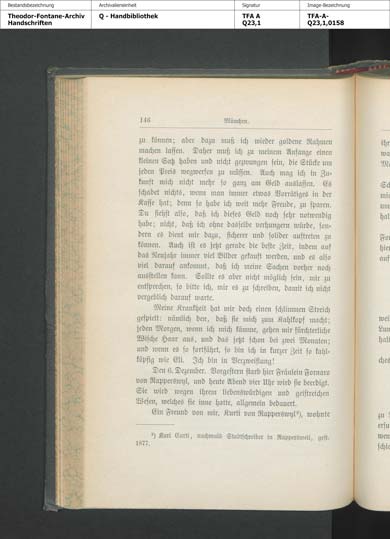 Bestandsbezeichnung
Archivalieneinheit
Signatur
Image-Bezeichnung
Theodor-Fontane-Archiv
Handschriften
Q - Handbibliothek
TFA A
Q23,1
TFA-A-
Q23,1,0158
146
München.
zu können; aber dazu muß ich wieder goldene Rahmen
machen lassen. Daher muß ich zu meinem Anfange einen
kleinen Satz haben und nicht gezwungen sein, die Stücke um
jeden Preis wegwerfen zu müssen. Auch mag ich in Zu-
kunft mich nicht mehr so ganz am Geld auslassen. Es
schadet nichts, wenn man immer etwas Vorrätiges in der
Kasse hat; denn so habe ich weit mehr Freude, zu sparen.
Du siehst also, daß ich dieses Geld noch sehr notwendig
habe; nicht, daß ich ohne dasselbe verhungern würde, son-
dern es dient mir dazu, sicherer und solider auftreten zu
können. Auch ist es jetzt gerade die beste Zeit, indem auf
das Neujahr immer viel Bilder gekauft werden, und es also
viel darauf ankommt, daß ich meine Sachen vorher noch
ausstellen kann. Sollte es aber nicht möglich sein, mir zu
entsprechen, so bitte ich, mir es zu schreiben, damit ich nicht
vergeblich darauf warte.
Meine Krankheit hat mir doch einen schlimmen Streich
gespielt: nämlich den, daß sie mich zum Kahlkopf macht;
jeden Morgen, wenn ich mich kämme, gehen mir fürchterliche
Büsche Haar aus, und das jetzt schon bei zwei Monaten;
und wenn es so fortfährt, so bin ich in kurzer Zeit so kahl-
köpfig wie Eli. Ich bin in Verzweiflung!
Den 6. Dezember. Vorgestern starb hier Fräulein Fornaro
von Rapperswyl, und heute Abend vier Uhr wird sie beerdigt.
Sie wird wegen ihrem liebenswürdigen und geistreichen
Wesen, welches sie inne hatte, allgemein bedauert.
Ein Freund von mir, Kurti von Rapperswyl¹), wohnte
¹) Karl Curti, nachmals Stadtschreiber in Rapperswil, gest.
1877.